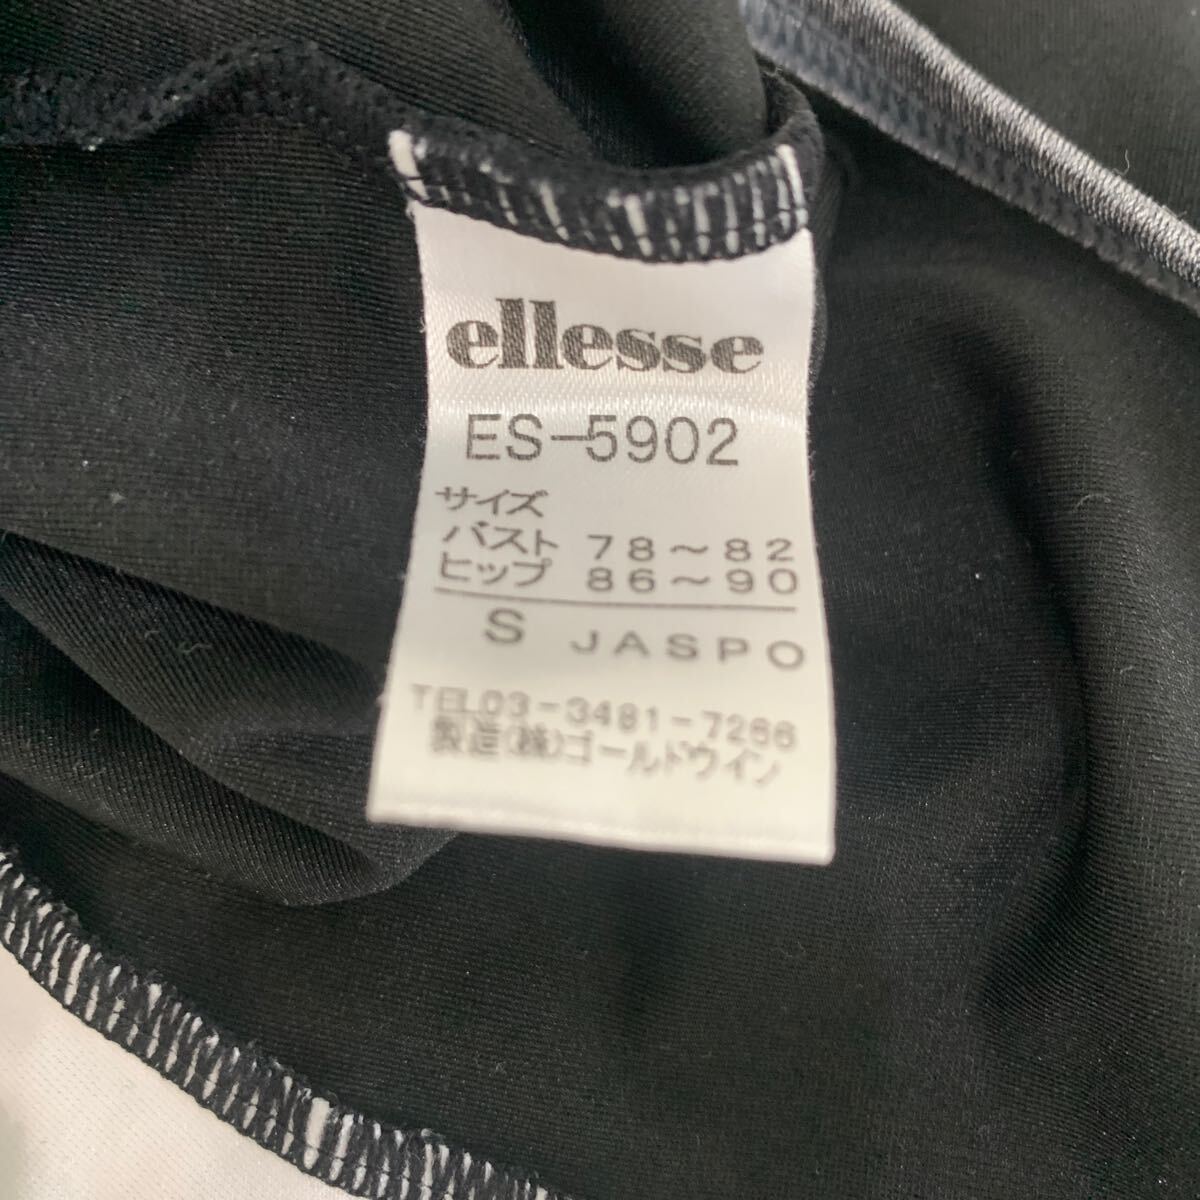 ellesse
ES-5902
サイズ
バスト 78〜82
ヒップ 86〜90
S JASPO
TEL03-3481-7266
製造(株)ゴールドウイン